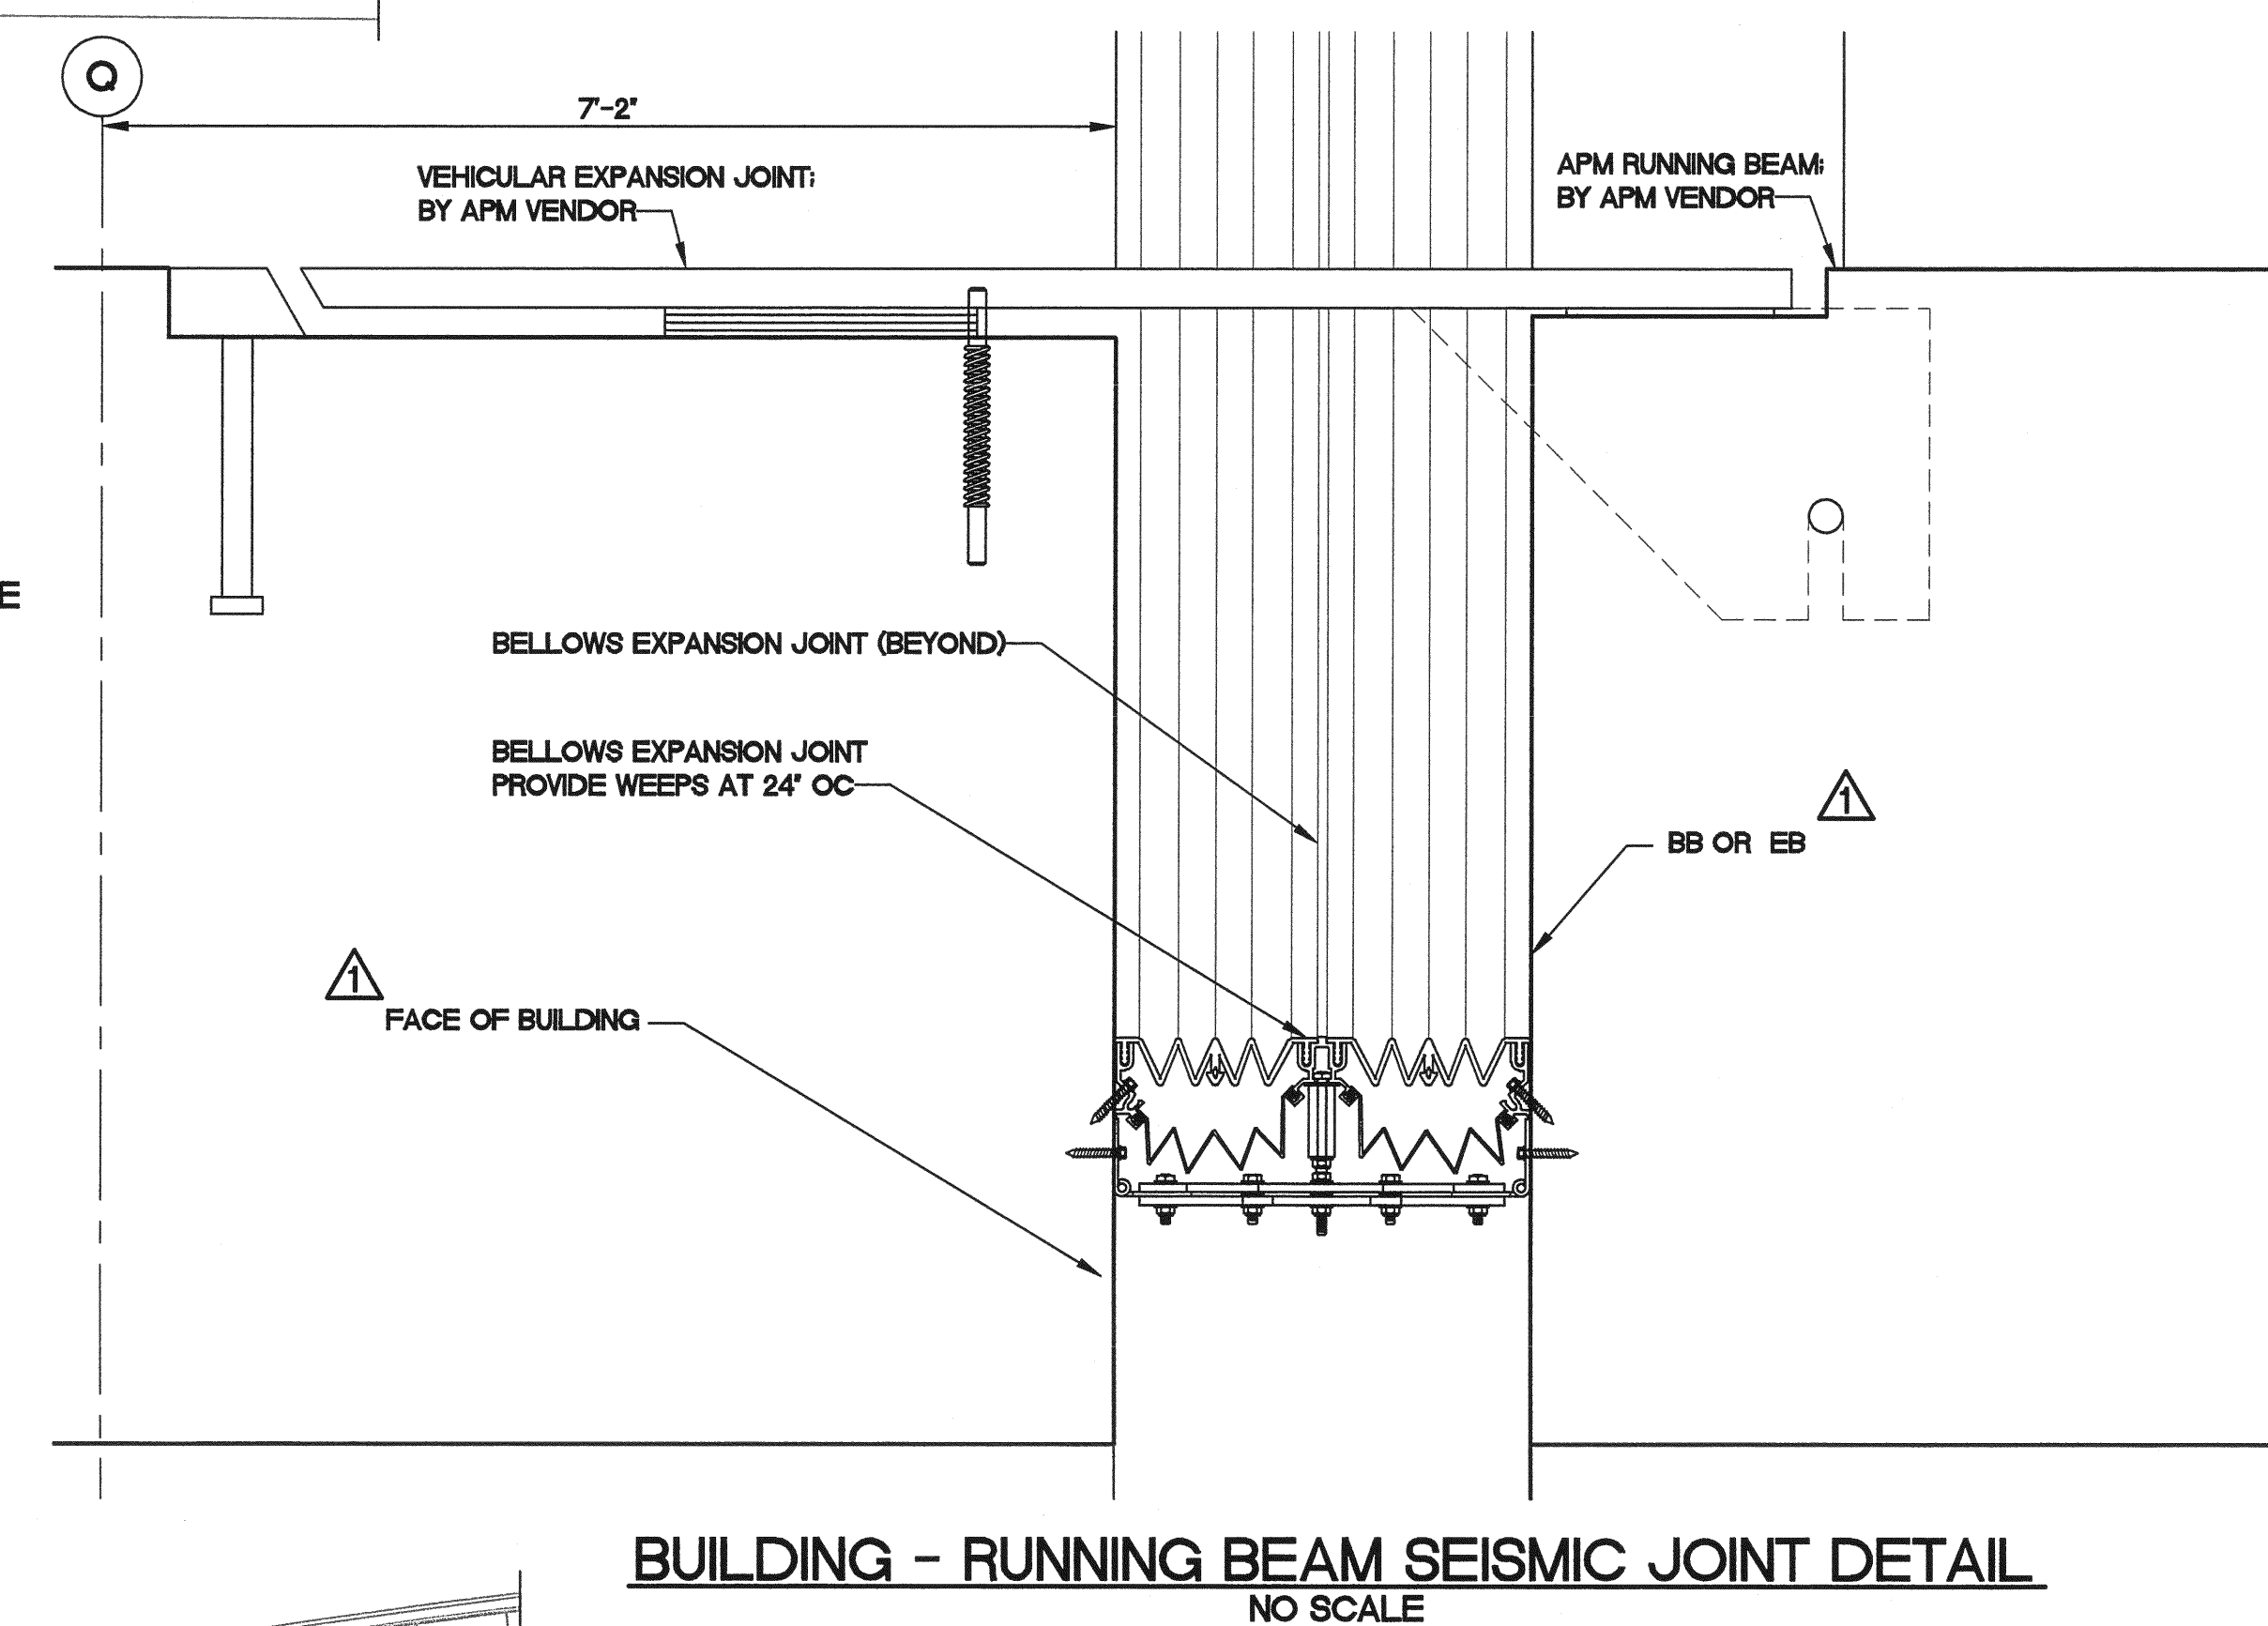 Q
7'-2"
VEHICULAR EXPANSION JOINT;
BY APM VENDOR
APM RUNNING BEAM;
BY APM VENDOR
E
BELLOWS EXPANSION JOINT (BEYOND)
BELLOWS EXPANSION JOINT
PROVIDE WEEPS AT 24" OC
1
BB OR EB
1
FACE OF BUILDING
BUILDING - RUNNING BEAM SEISMIC JOINT DETAIL
NO SCALE